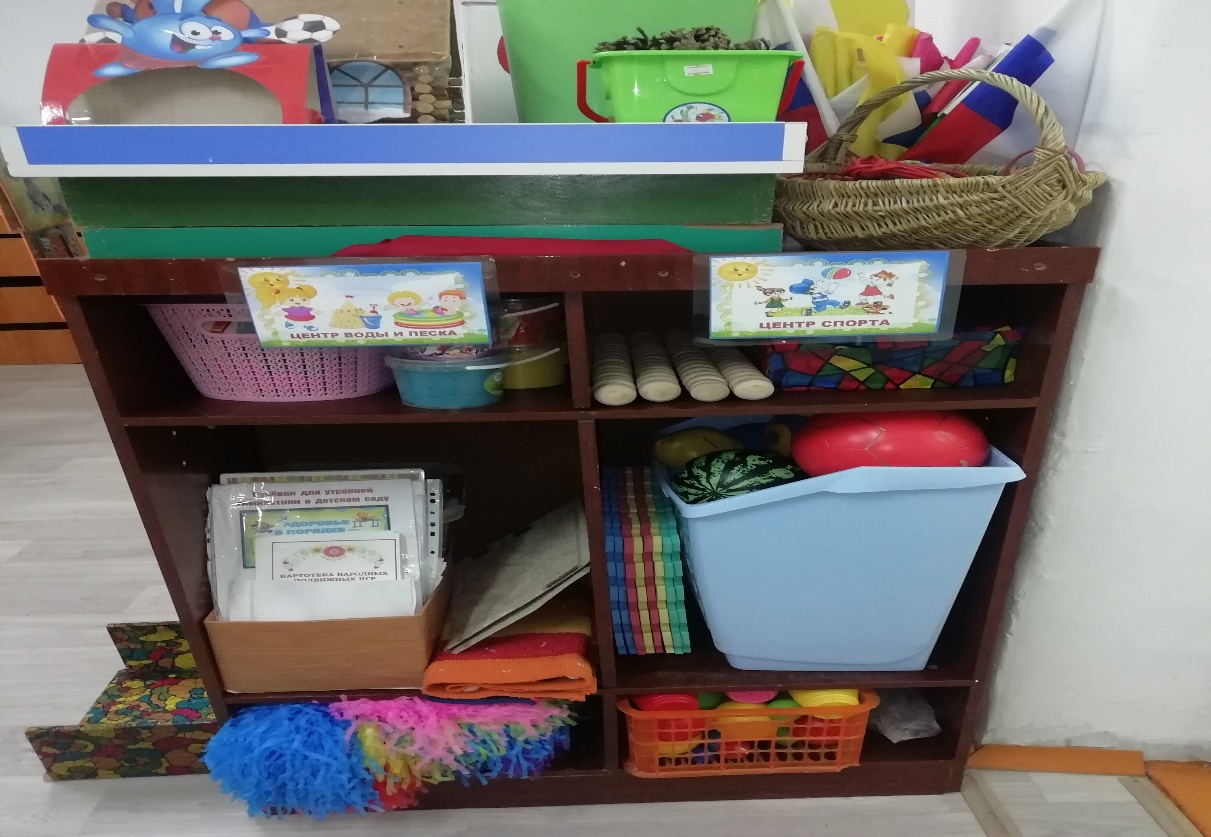 ЦЕНТР ВОДЫ И ПЕСКА
ЦЕНТР СПОРТА
для утренней
в детском саду
ЗДОРОВЬЕ
В ПОРЯДКЕ
КАРТОТЕКА НАРОДНЫХ
ПОДВИЖНЫХ ИГР